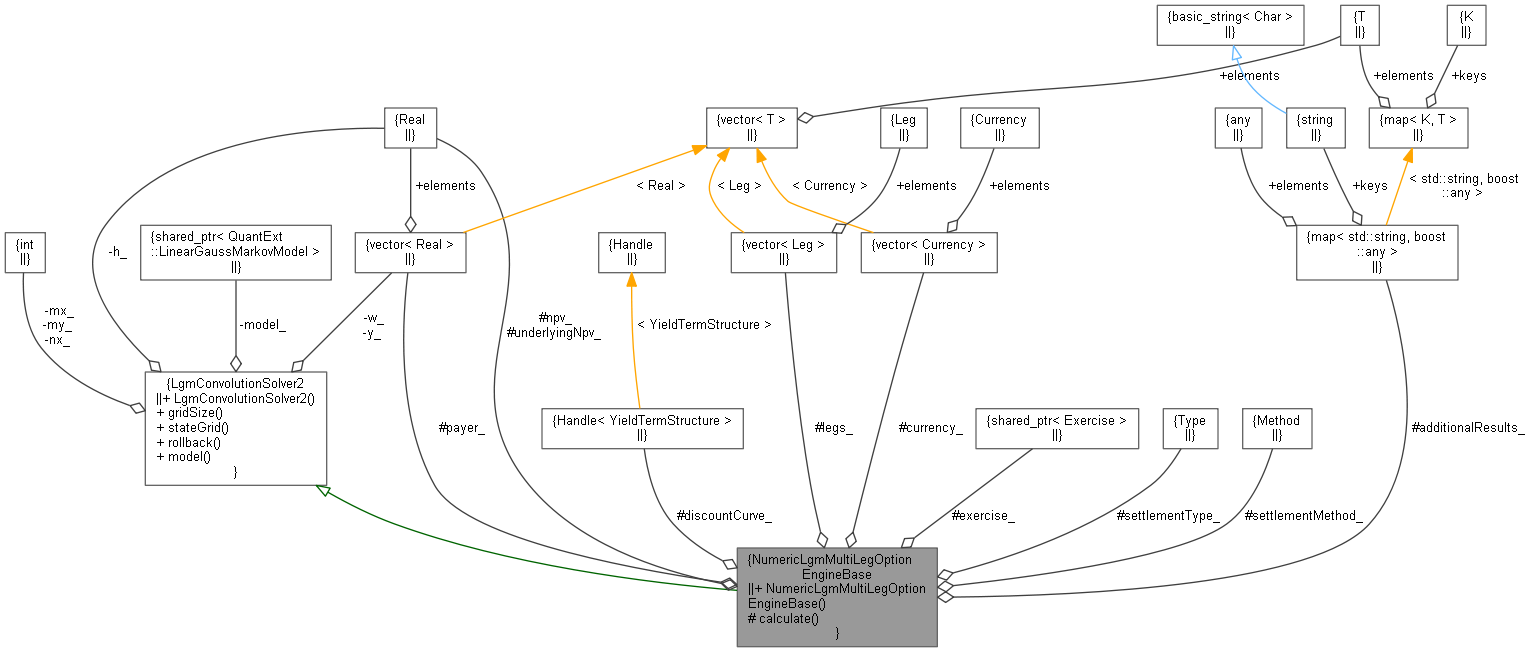 {basic_string< Char >
||}
{T
||}
{K
||}
+elements
+elements
+keys
{Real
||}
{vector< T >
||}
{Leg
||}
{Currency
||}
{any
||}
{string
||}
{map< K, T >
||}
+elements
< Real >
< Leg >
+elements
< Currency >
+elements
+elements
+keys
< std::string, boost
::any >
{int
||}
{shared_ptr< QuantExt
::LinearGaussMarkovModel >
||}
-h_
{vector< Real >
||}
{Handle
||}
{vector< Leg >
||}
{vector< Currency >
||}
{map< std::string, boost
::any >
||}
-mx_
-my_
-nx_
-model_
-w_
-y_
#npv_
#underlyingNpv_
< YieldTermStructure >
{LgmConvolutionSolver2
||+ LgmConvolutionSolver2()
+ gridSize()
+ stateGrid()
+ rollback()
+ model()
}
#payer_
{Handle< YieldTermStructure >
||}
#legs_
#currency_
{shared_ptr< Exercise >
||}
{Type
||}
{Method
||}
#additionalResults_
#discountCurve_
#exercise_
#settlementType_
#settlementMethod_
{NumericLgmMultiLegOption
EngineBase
||+ NumericLgmMultiLegOption
EngineBase()
# calculate()
}